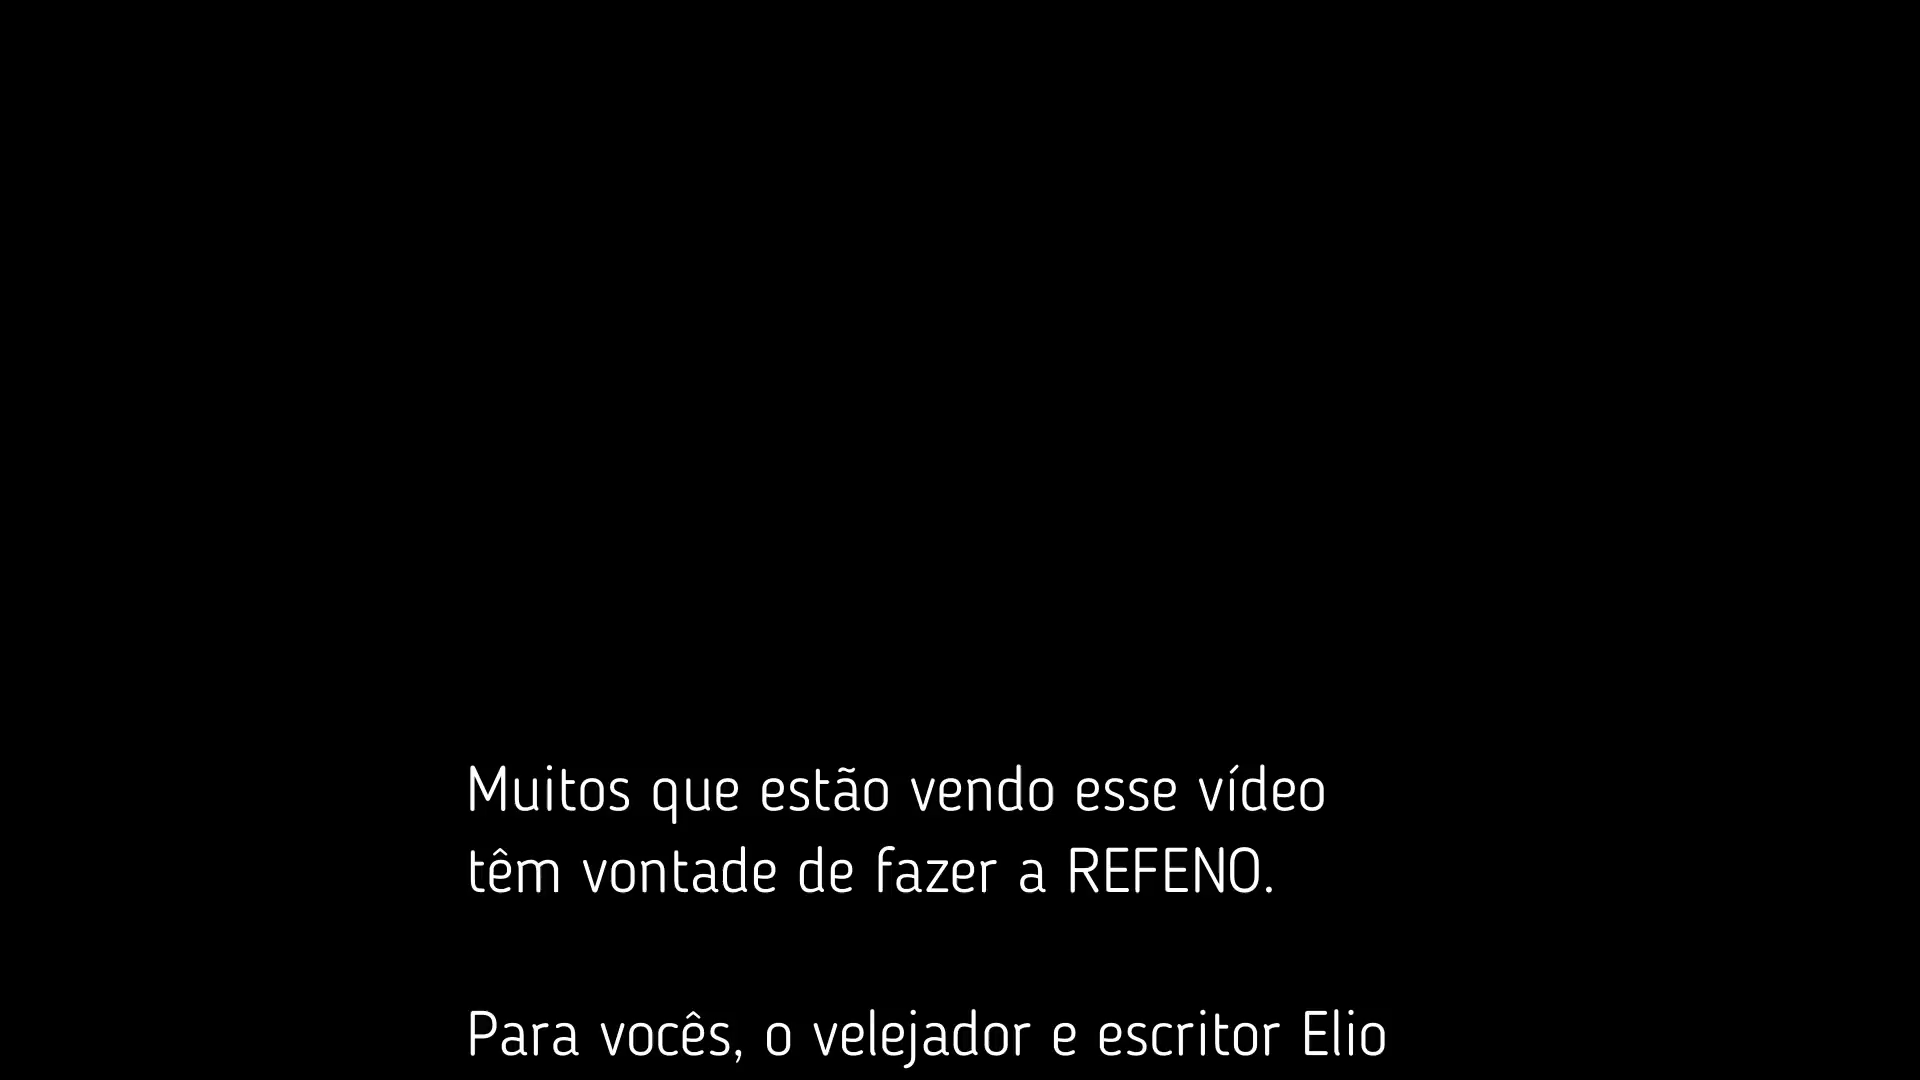 Muitos que estão vendo esse vídeo
têm vontade de fazer a REFENO.
Para vocês, o velejador e escritor Elio